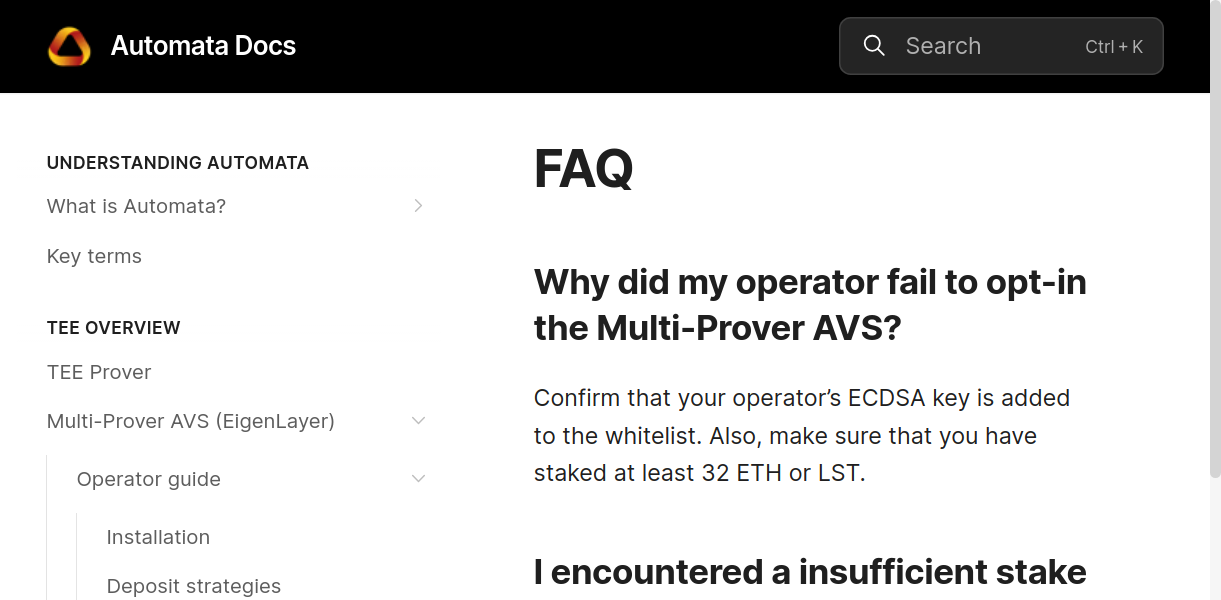 Automata Docs
Search
Ctrl + K
UNDERSTANDING AUTOMATA
What is Automata?
Key terms
TEE OVERVIEW
TEE Prover
Multi-Prover AVS (EigenLayer)
Operator guide
Installation
Deposit strategies
FAQ
Why did my operator fail to opt-in
the Multi-Prover AVS?
Confirm that your operator’s ECDSA key is added
to the whitelist. Also, make sure that you have
staked at least 32 ETH or LST.
I encountered a insufficient stake